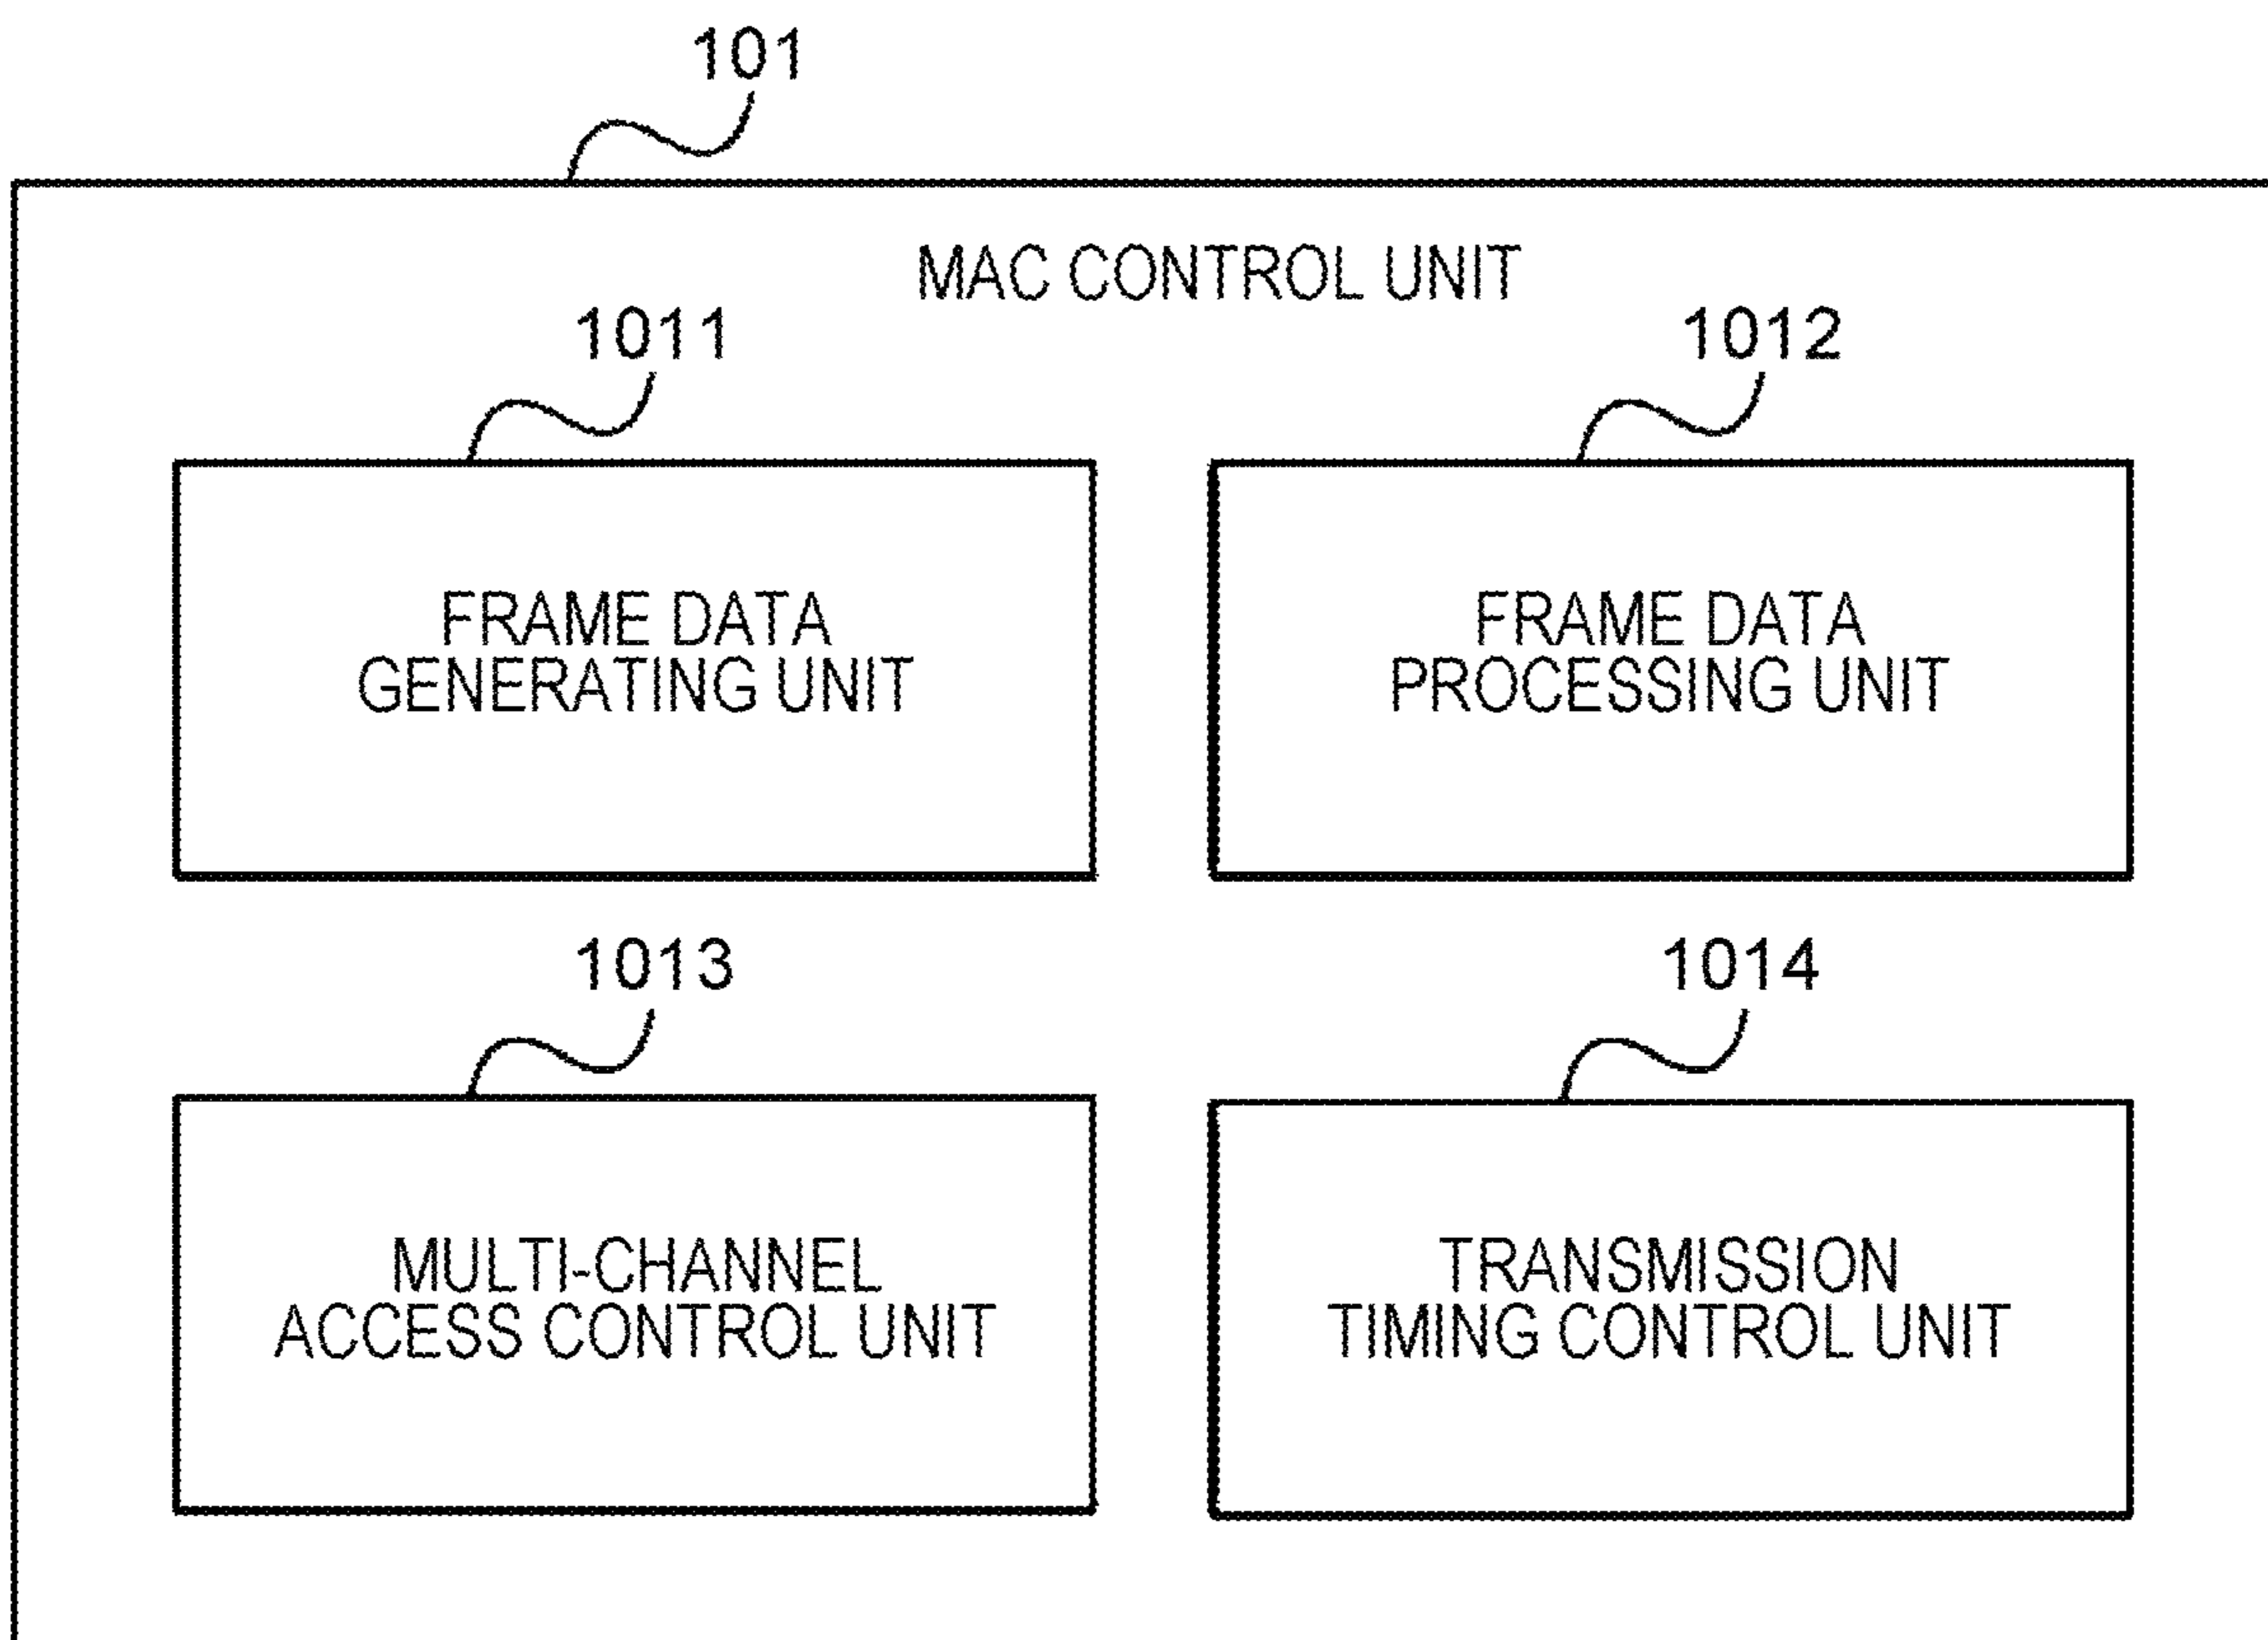 101
MAC CONTROL UNIT
1011
1012
FRAME DATA
GENERATING UNIT
FRAME DATA
PROCESSING UNIT
1013
1014
MULTI-CHANNEL
ACCESS CONTROL UNIT
TRANSMISSION
TIMING CONTROL UNIT